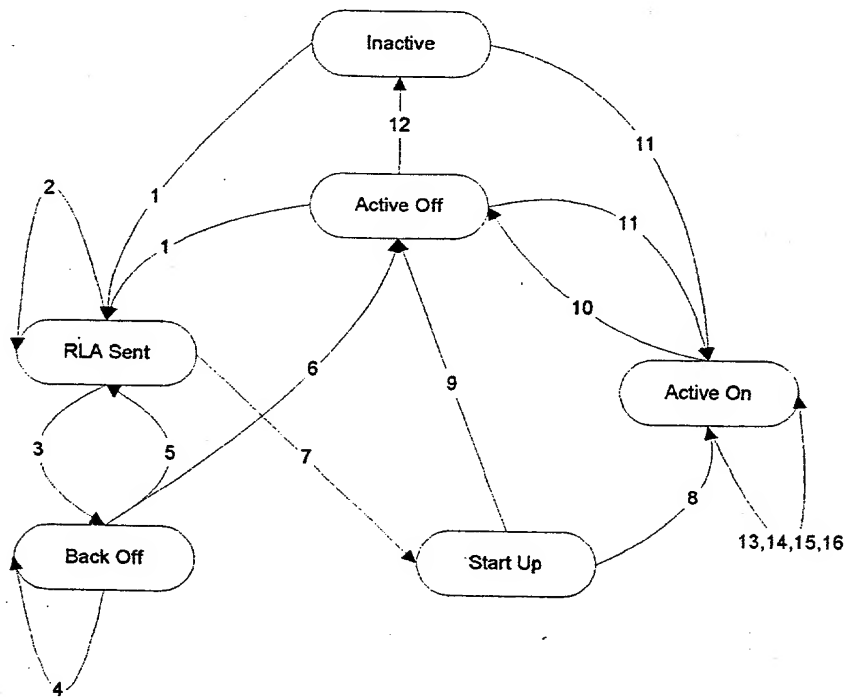 Inactive
12
11
2
1
Active Off
1
11
10
RLA Sent
6
9
Active On
3
5
7
8
13,14,15,16
Back Off
Start Up
4